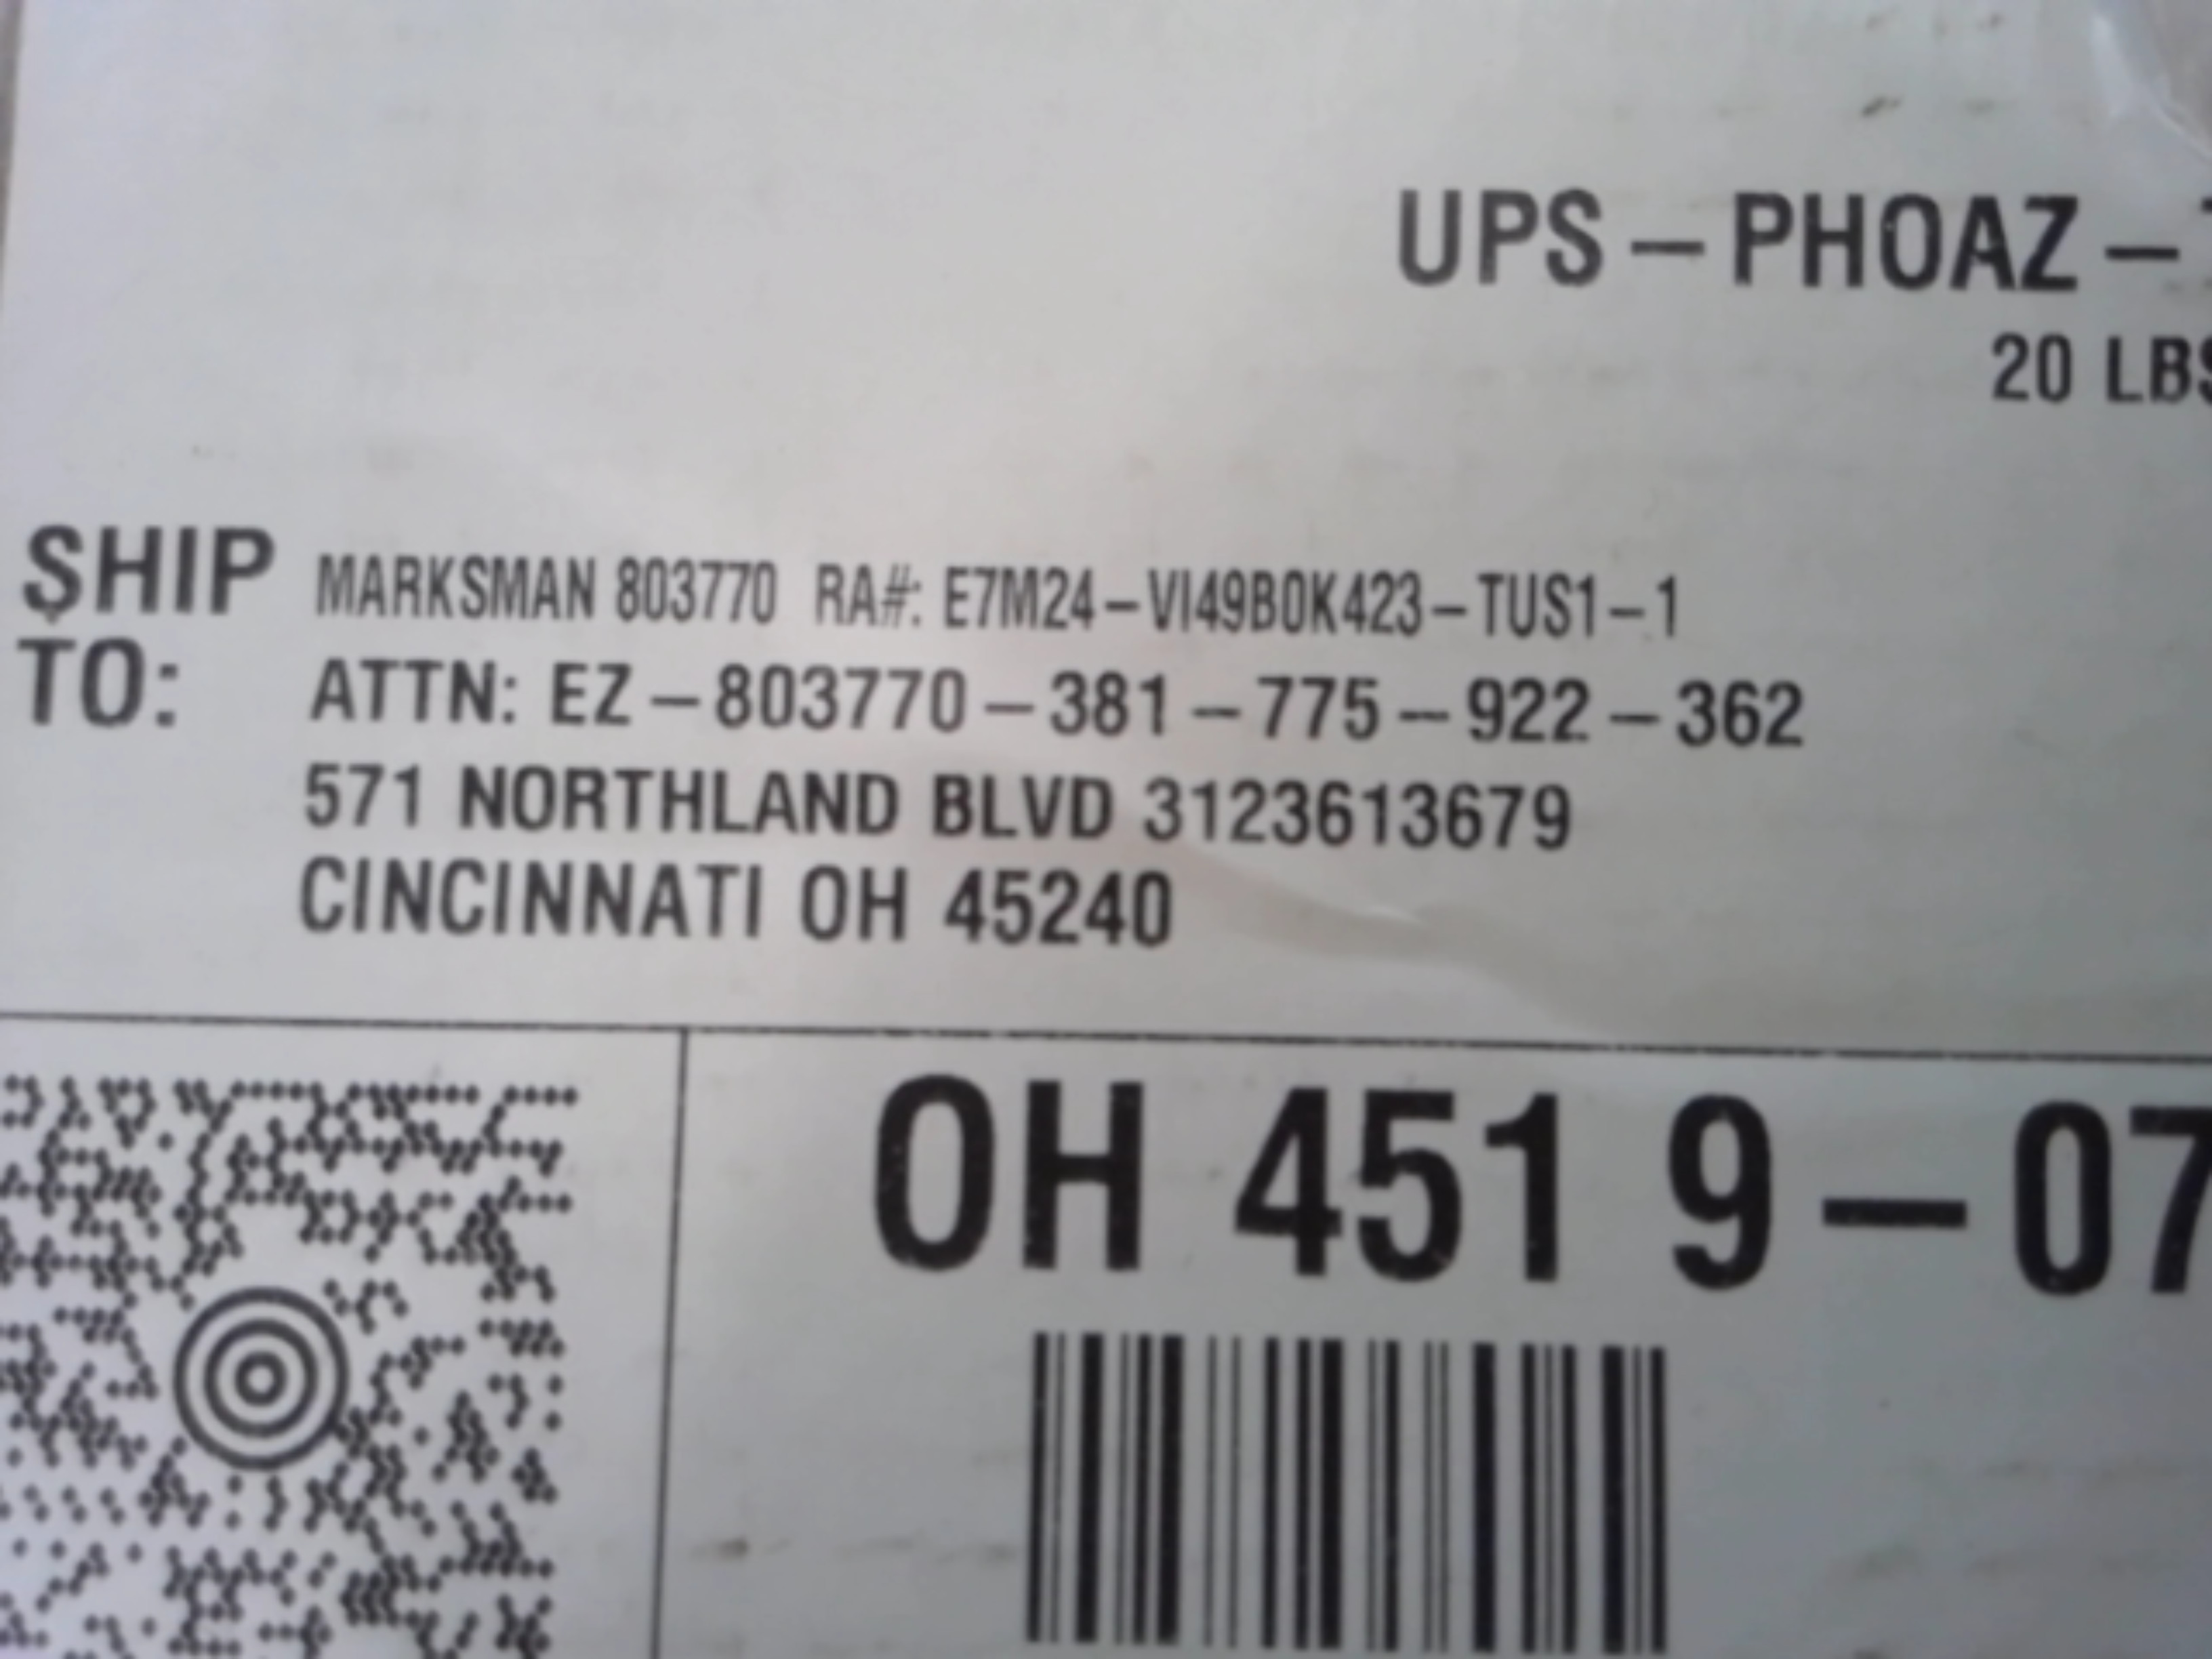 UPS – PHOAZ –
20 LBS
SHIP TO:
MARKSMAN 803770 RA#: E7M24–VI49B0K423–TUS1–1
ATTN: EZ – 803770 – 381 – 775 – 922 – 362
571 NORTHLAND BLVD 3123613679
CINCINNATI OH 45240
OH 451 9–07